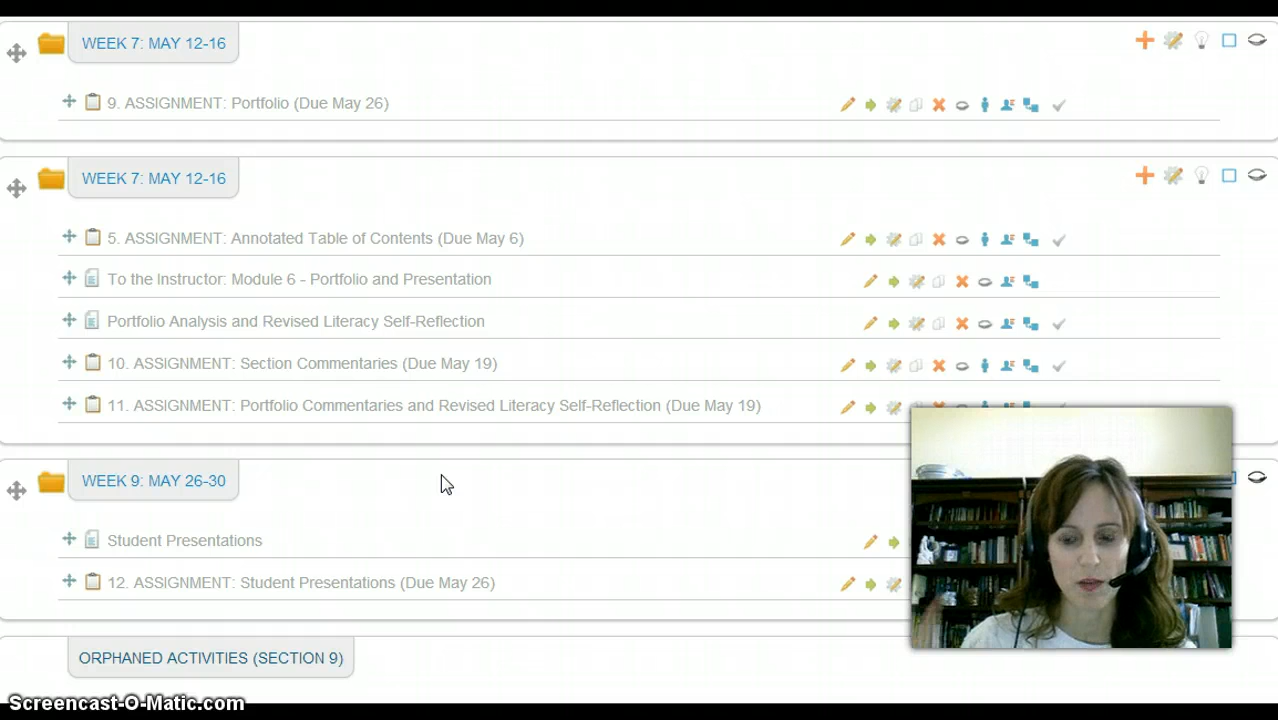 WEEK 7: MAY 12-16
9. ASSIGNMENT: Portfolio (Due May 26)
WEEK 7: MAY 12-16
5. ASSIGNMENT: Annotated Table of Contents (Due May 6)
To the Instructor: Module 6 - Portfolio and Presentation
Portfolio Analysis and Revised Literacy Self-Reflection
10. ASSIGNMENT: Section Commentaries (Due May 19)
11. ASSIGNMENT: Portfolio Commentaries and Revised Literacy Self-Reflection (Due May 19)
WEEK 9: MAY 26-30
Student Presentations
12. ASSIGNMENT: Student Presentations (Due May 26)
ORPHANED ACTIVITIES (SECTION 9)
Screencast-O-Matic.com